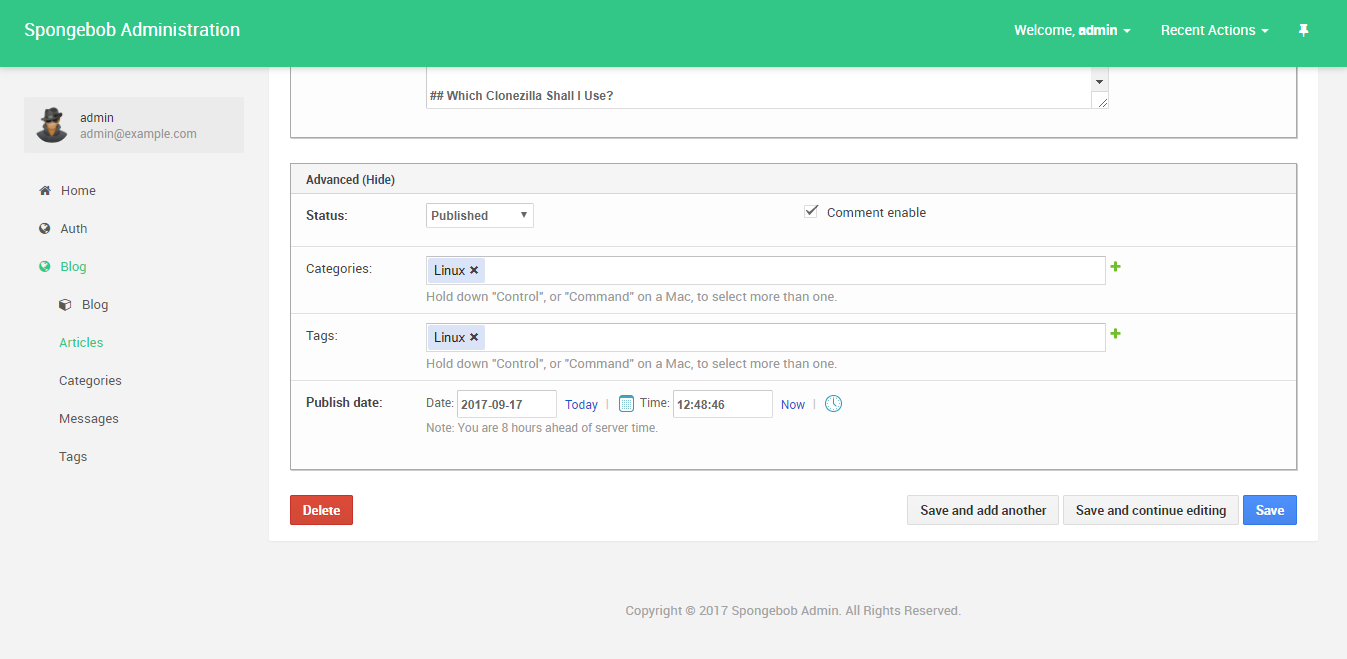 Spongebob Administration
Welcome, admin
Recent Actions
admin
admin@example.com
Home
Auth
Blog
Blog
Articles
Categories
Messages
Tags
## Which Clonezilla Shall I Use?
Advanced (Hide)
Status: Published Comment enable
Categories: Linux
Hold down "Control", or "Command" on a Mac, to select more than one.
Tags: Linux
Hold down "Control", or "Command" on a Mac, to select more than one.
Publish date: Date: 2017-09-17 Today | Time: 12:48:46 Now |
Note: You are 8 hours ahead of server time.
Delete Save and add another Save and continue editing Save
Copyright © 2017 Spongebob Admin. All Rights Reserved.